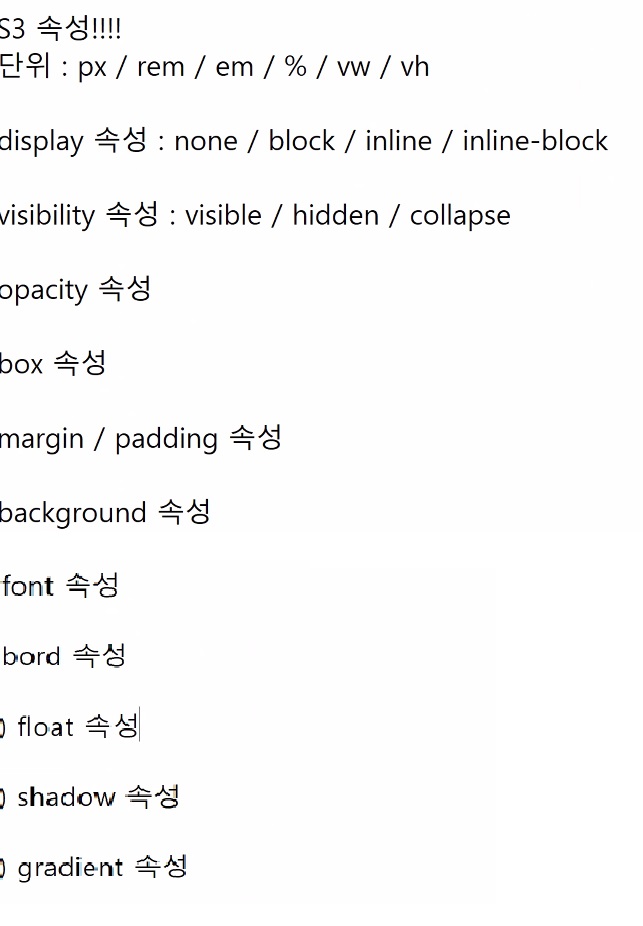 S3 속성!!!!
단위 : px / rem / em / % / vw / vh
display 속성 : none / block / inline / inline-block
visibility 속성 : visible / hidden / collapse
opacity 속성
box 속성
margin / padding 속성
background 속성
font 속성
bord 속성
) float 속성
) shadow 속성
) gradient 속성